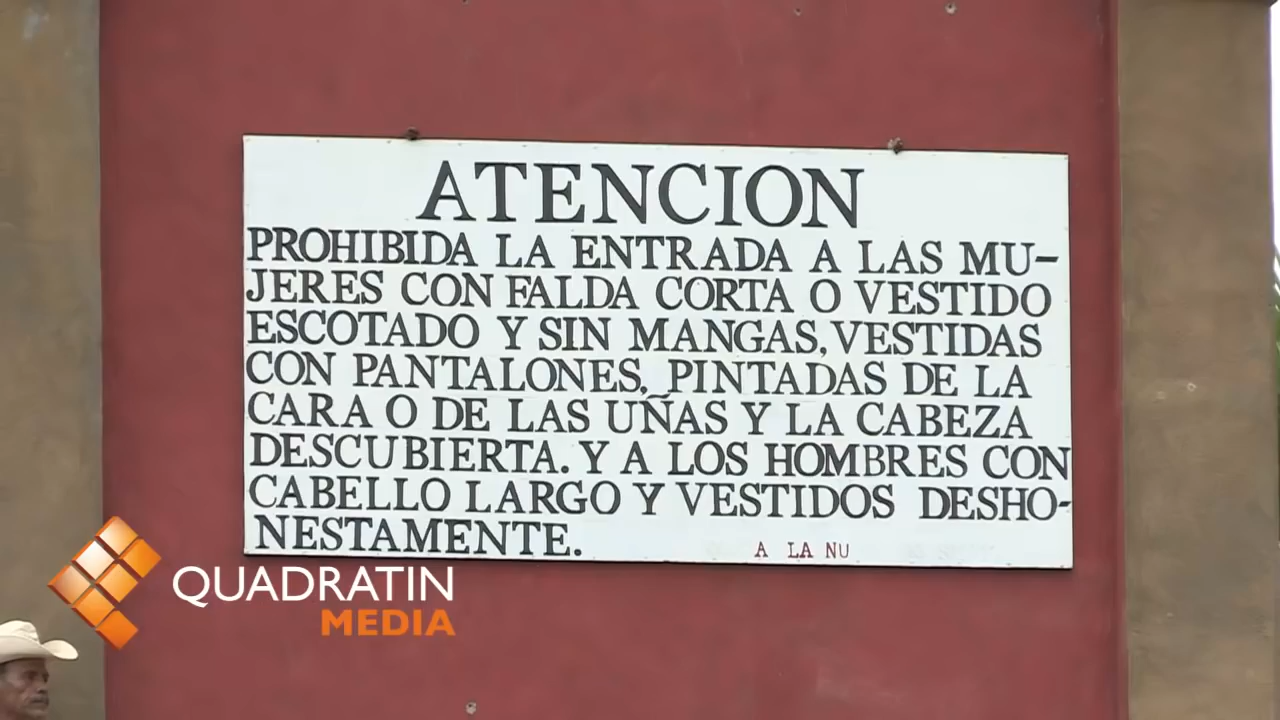 ATENCION
PROHIBIDA LA ENTRADA A LAS MU-
JERES CON FALDA CORTA O VESTIDO
ESCOTADO Y SIN MANGAS, VESTIDAS
CON PANTALONES, PINTADAS DE LA
CARA O DE LAS UÑAS Y LA CABEZA
DESCUBIERTA. Y A LOS HOMBRES CON
CABELLO LARGO Y VESTIDOS DESHO-
NESTAMENTE.
A LA NU
QUADRATIN
MEDIA